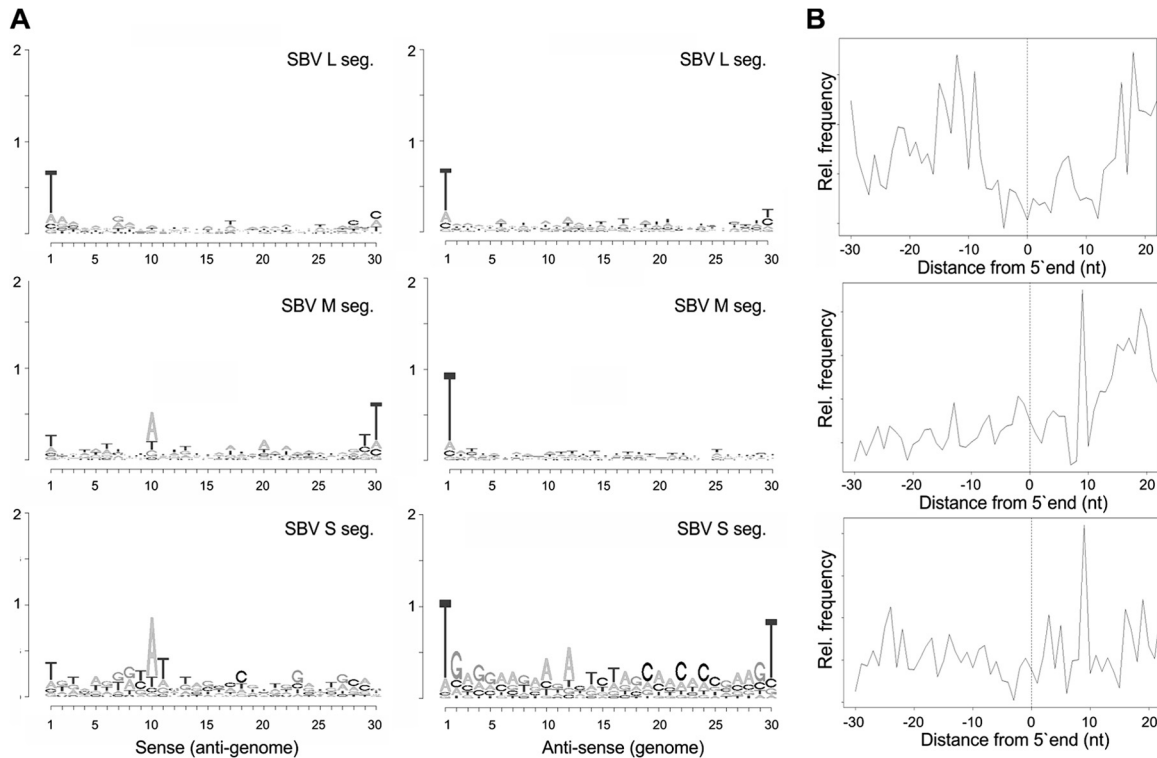 A
B
2
1
SBV L seg.
1 5 10 15 20 25 30
2
1
SBV L seg.
1 5 10 15 20 25 30
Rel. frequency
-30 -20 -10 0 10 20
Distance from 5`end (nt)
2
1
SBV M seg.
1 5 10 15 20 25 30
2
1
SBV M seg.
1 5 10 15 20 25 30
Rel. frequency
-30 -20 -10 0 10 20
Distance from 5`end (nt)
2
1
SBV S seg.
1 5 10 15 20 25 30
Sense (anti-genome)
2
1
SBV S seg.
1 5 10 15 20 25 30
Anti-sense (genome)
Rel. frequency
-30 -20 -10 0 10 20
Distance from 5`end (nt)